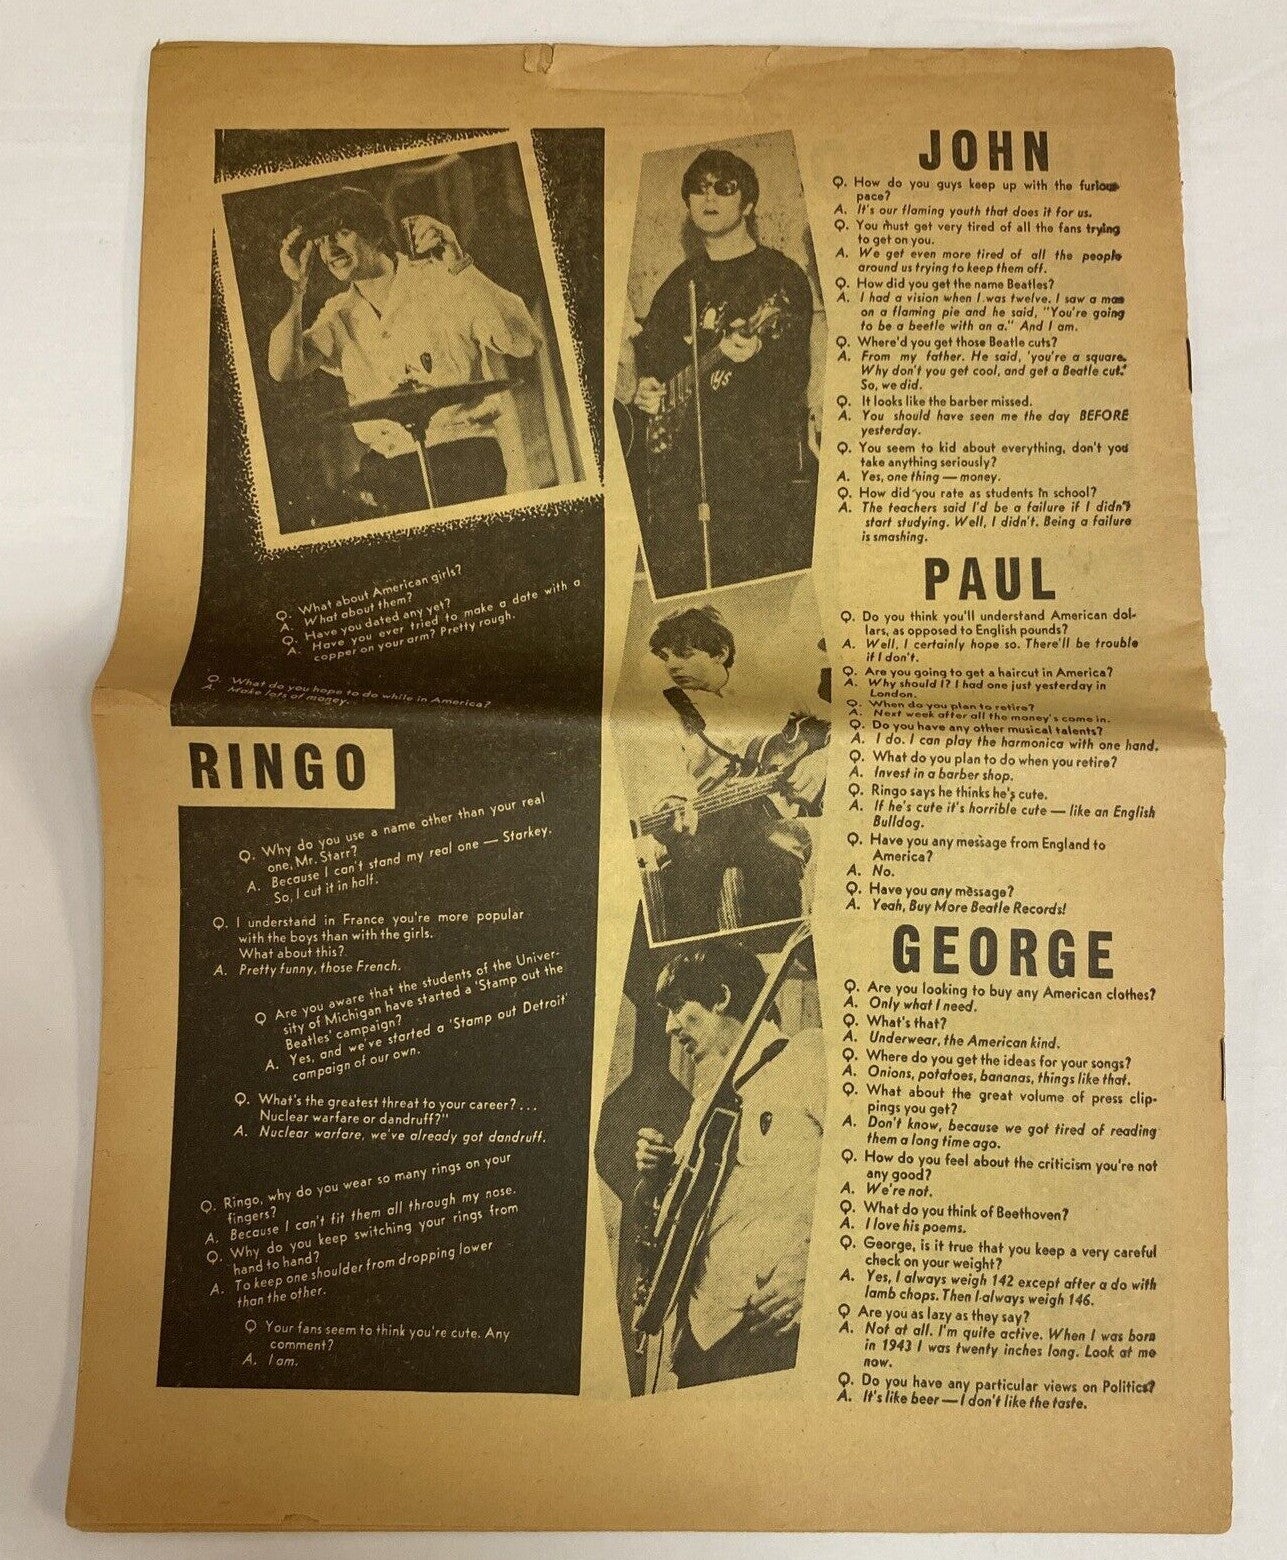 Q. What about American girls?
A. What about them?
Q. Have you dated any yet?
A. Have you ever tried to make a date with a
copper on your arm? Pretty rough.
Q. What do you hope to do while in America?
A. Make lots of money.
RINGO
Q. Why do you use a name other than your real
one, Mr. Starr?
A. Because I can't stand my real one — Starkey.
So, I cut it in half.
Q. I understand in France you're more popular
with the boys than with the girls.
What about this?
A. Pretty funny, those French.
Q Are you aware that the students of the Univer-
sity of Michigan have started a 'Stamp out the
Beatles' campaign?
A. Yes, and we've started a 'Stamp out Detroit'
campaign of our own.
Q. What's the greatest threat to your career?...
Nuclear warfare or dandruff?"
A. Nuclear warfare, we've already got dandruff.
Q. Ringo, why do you wear so many rings on your
fingers?
A. Because I can't fit them all through my nose.
Q. Why do you keep switching your rings from
hand to hand?
A. To keep one shoulder from dropping lower
than the other.
Q Your fans seem to think you're cute. Any
comment?
A. I am.
JOHN
Q. How do you guys keep up with the furious
pace?
A. It's our flaming youth that does it for us.
Q. You must get very tired of all the fans trying
to get on you.
A. We get even more tired of all the people
around us trying to keep them off.
Q. How did you get the name Beatles?
A. I had a vision when I was twelve. I saw a man
on a flaming pie and he said, "You're going
to be a beetle with an a." And I am.
Q. Where'd you get those Beatle cuts?
A. From my father. He said, 'you're a square.
Why don't you get cool, and get a Beatle cut.'
So, we did.
Q. It looks like the barber missed.
A. You should have seen me the day BEFORE
yesterday.
Q. You seem to kid about everything, don't you
take anything seriously?
A. Yes, one thing — money.
Q. How did you rate as students in school?
A. The teachers said I'd be a failure if I didn't
start studying. Well, I didn't. Being a failure
is smashing.
PAUL
Q. Do you think you'll understand American dol-
lars, as opposed to English pounds?
A. Well, I certainly hope so. There'll be trouble
if I don't.
Q. Are you going to get a haircut in America?
A. Why should I? I had one just yesterday in
London.
Q. When do you plan to retire?
A. Next week after all the money's come in.
Q. Do you have any other musical talents?
A. I do. I can play the harmonica with one hand.
Q. What do you plan to do when you retire?
A. Invest in a barber shop.
Q. Ringo says he thinks he's cute.
A. If he's cute it's horrible cute — like an English
Bulldog.
Q. Have you any message from England to
America?
A. No.
Q. Have you any message?
A. Yeah, Buy More Beatle Records!
GEORGE
Q. Are you looking to buy any American clothes?
A. Only what I need.
Q. What's that?
A. Underwear, the American kind.
Q. Where do you get the ideas for your songs?
A. Onions, potatoes, bananas, things like that.
Q. What about the great volume of press clip-
pings you get?
A. Don't know, because we got tired of reading
them a long time ago.
Q. How do you feel about the criticism you're not
any good?
A. We're not.
Q. What do you think of Beethoven?
A. I love his poems.
Q. George, is it true that you keep a very careful
check on your weight?
A. Yes, I always weigh 142 except after a do with
lamb chops. Then I always weigh 146.
Q Are you as lazy as they say?
A. Not at all. I'm quite active. When I was born
in 1943 I was twenty inches long. Look at me
now.
Q. Do you have any particular views on Politics?
A. It's like beer — I don't like the taste.